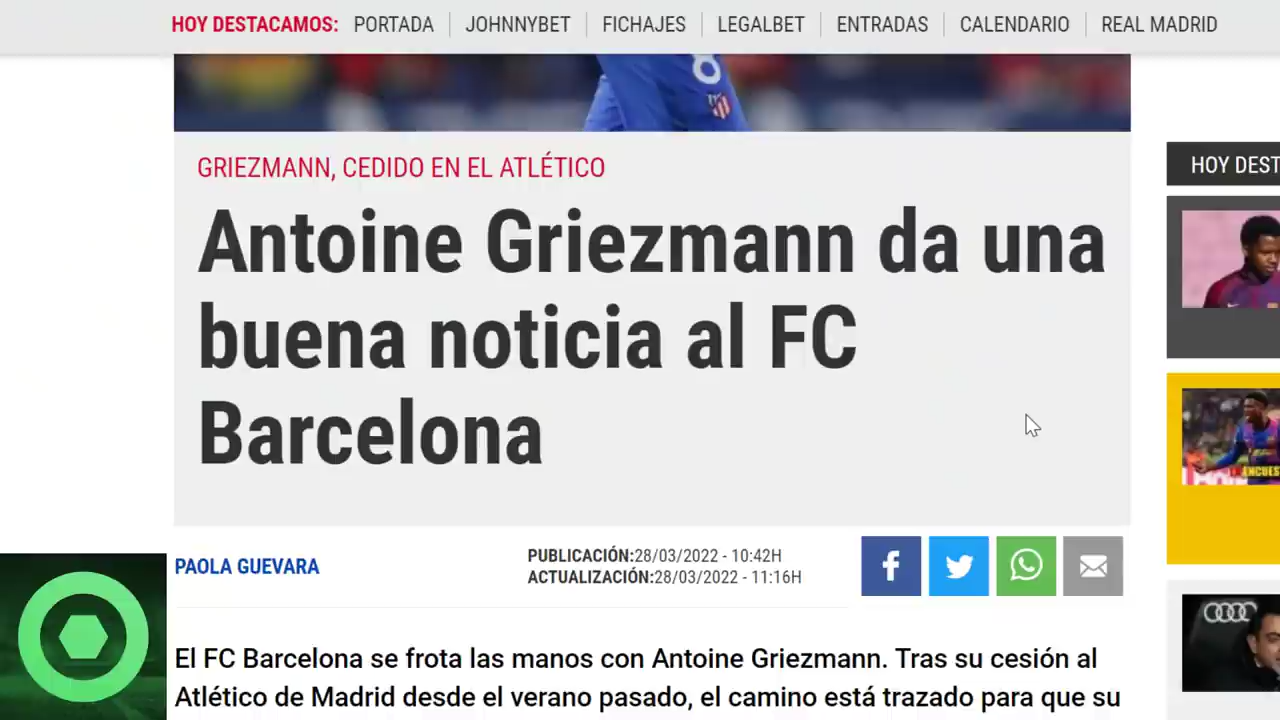 HOY DESTACAMOS: PORTADA JOHNNYBET FICHAJES LEGALBET ENTRADAS CALENDARIO REAL MADRID
8
GRIEZMANN, CEDIDO EN EL ATLÉTICO
Antoine Griezmann da una
buena noticia al FC
Barcelona
PAOLA GUEVARA
PUBLICACIÓN:28/03/2022 - 10:42H
ACTUALIZACIÓN:28/03/2022 - 11:16H
El FC Barcelona se frota las manos con Antoine Griezmann. Tras su cesión al
Atlético de Madrid desde el verano pasado, el camino está trazado para que su
HOY DEST